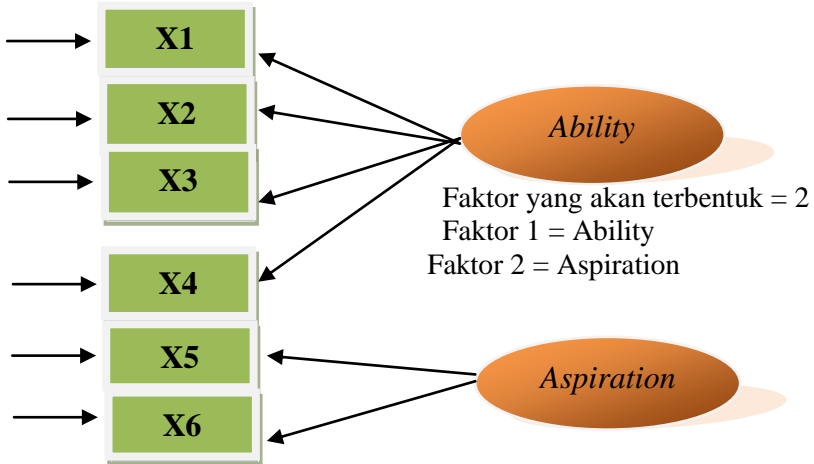 X1
X2
X3
Ability
Faktor yang akan terbentuk = 2
Faktor 1 = Ability
Faktor 2 = Aspiration
X4
X5
X6
Aspiration